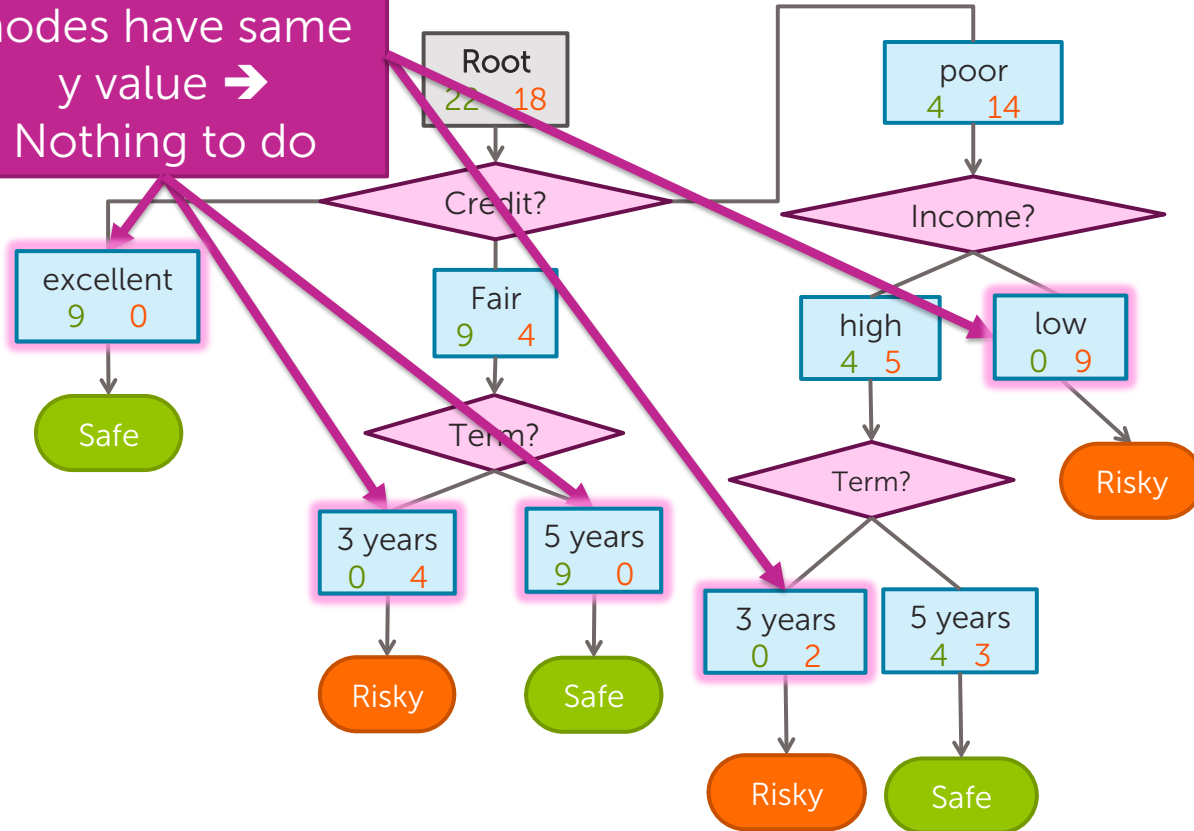 nodes have same
y value ➔
Nothing to do
Root
22 18
poor
4 14
Credit?
Income?
excellent
9 0
Fair
9 4
high
4 5
low
0 9
Safe
Term?
Term?
Risky
3 years
0 4
5 years
9 0
3 years
0 2
5 years
4 3
Risky
Safe
Risky
Safe